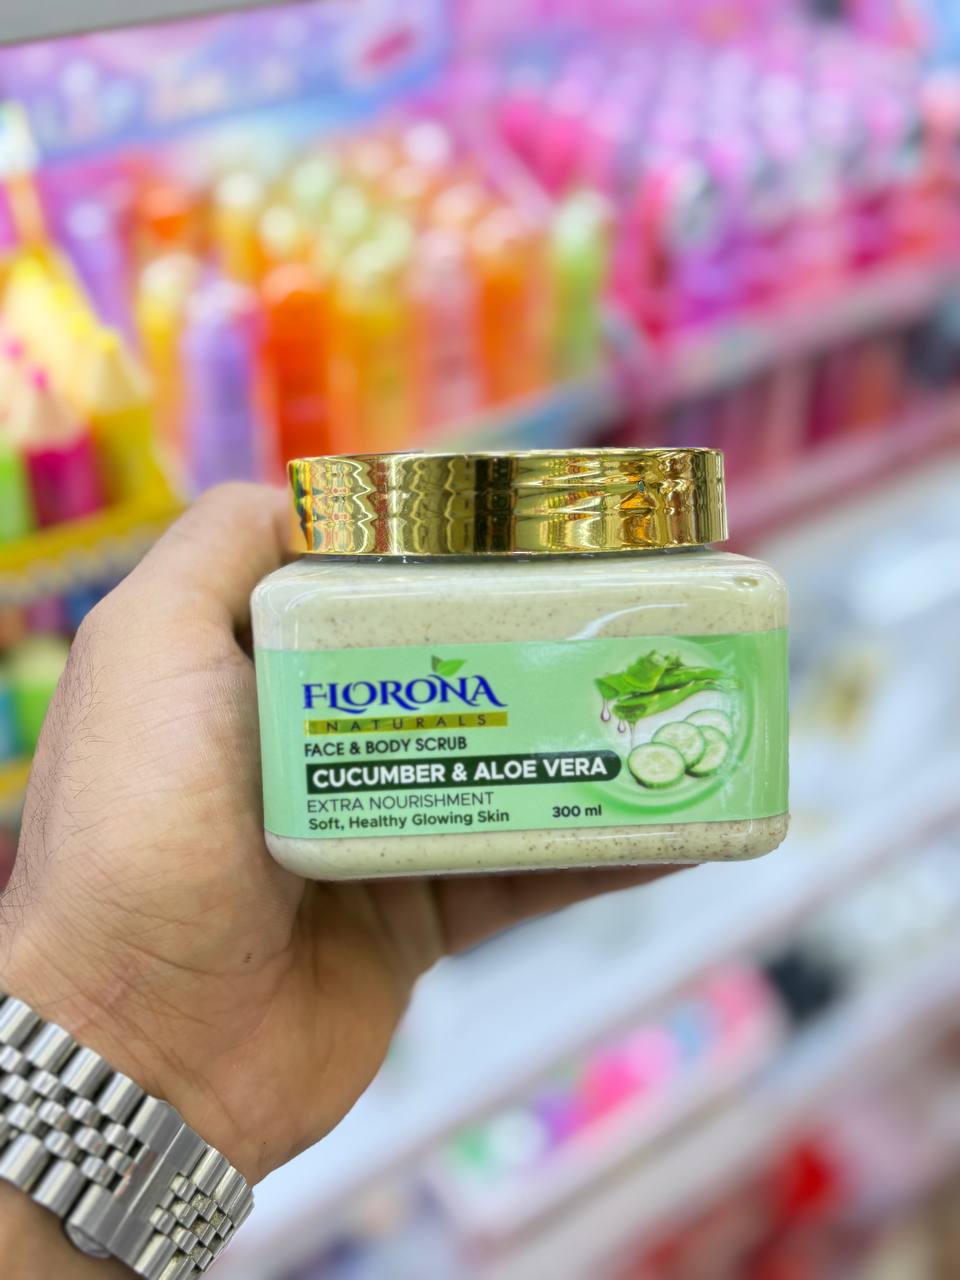 FLORONA
NATURALS
FACE & BODY SCRUB
CUCUMBER & ALOE VERA
EXTRA NOURISHMENT
Soft, Healthy Glowing Skin
300 ml